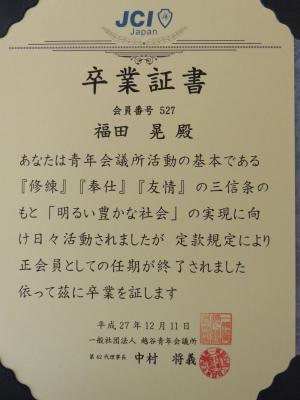 JCI
Japan
卒業証書
会員番号 527
福田 晃 殿
あなたは青年会議所活動の基本である
『修練』『奉仕』『友情』の三信条の
もと「明るい豊かな社会」の実現に向
け日々活動されましたが 定款規定により
正会員としての任期が終了されました
依って茲に卒業を証します
平成 27年 12月 11日
一般社団法人 越谷青年会議所
第62代理事長 中村 将義